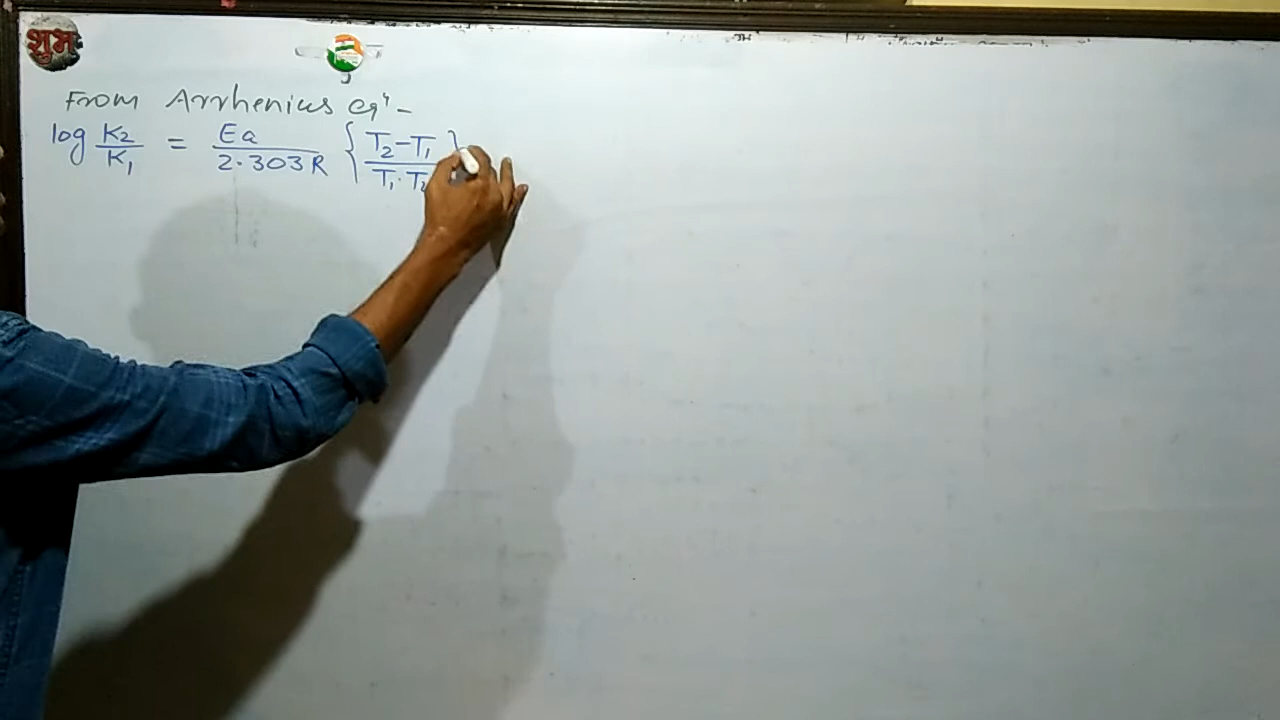 शुभ
From Arrhenius eqⁿ -
log K2/K1 = Ea/2.303R { T2-T1/T1.T2 }